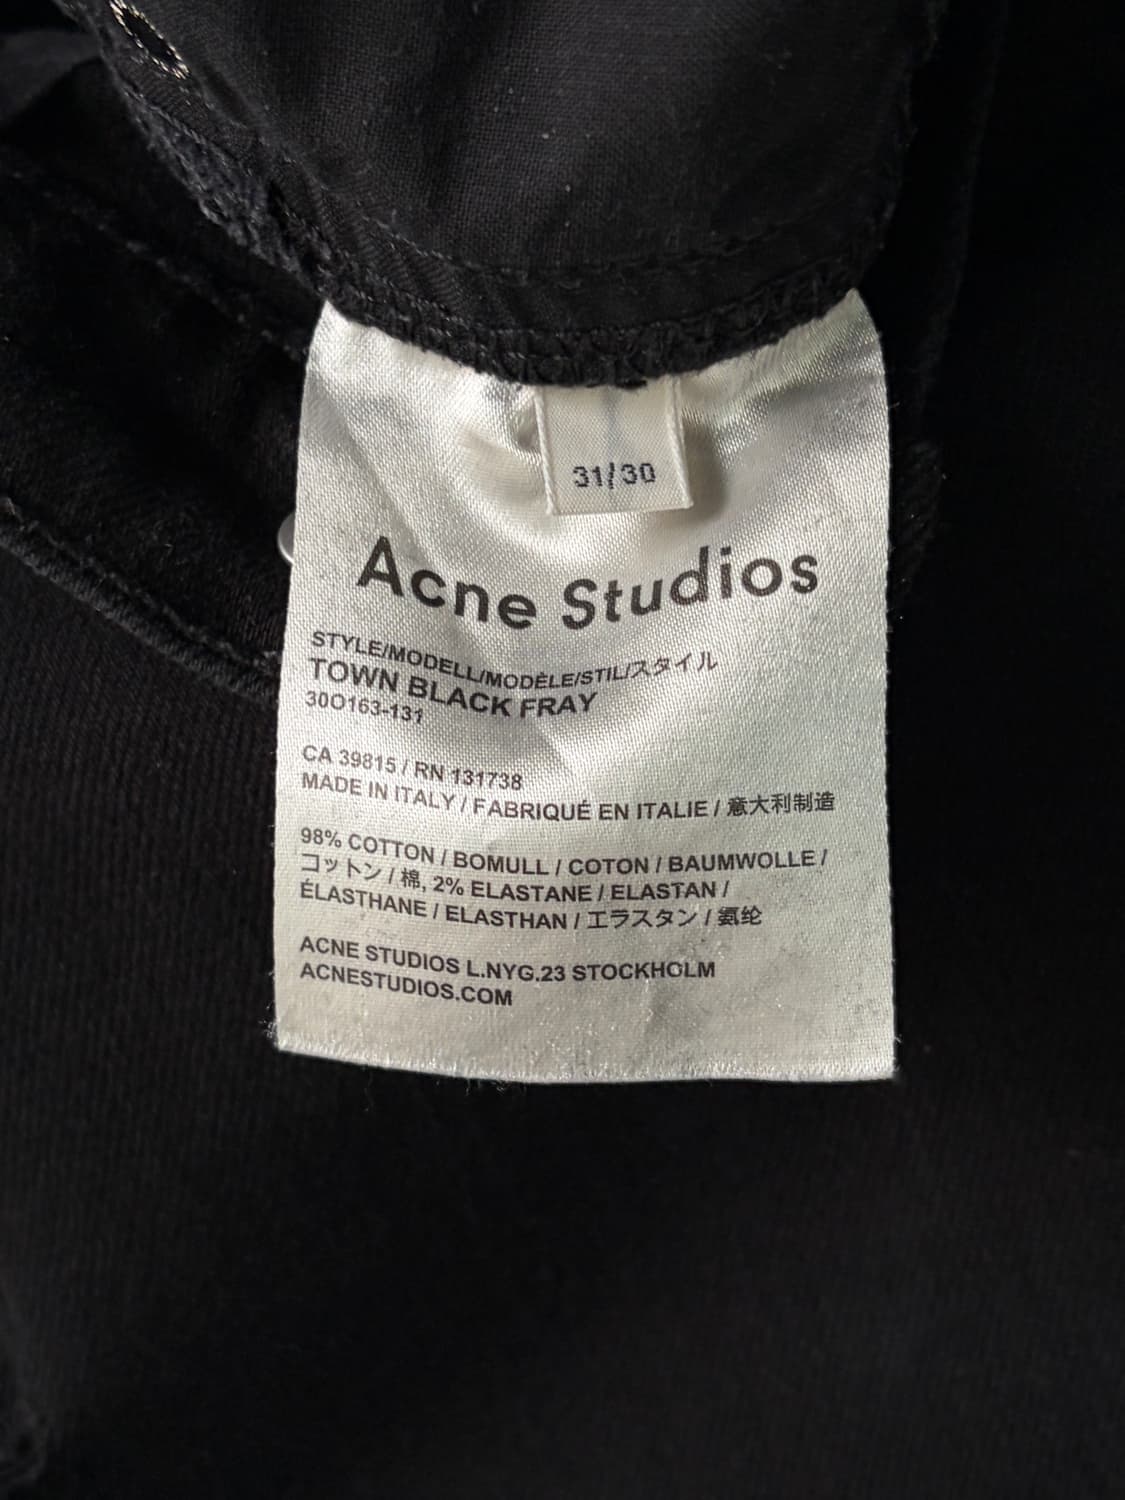 31/30
Acne Studios
STYLE/MODELL/MODÈLE/STIL/スタイル
TOWN BLACK FRAY
30O163-131
CA 39815 / RN 131738
MADE IN ITALY / FABRIQUÉ EN ITALIE / 意大利制造
98% COTTON / BOMULL / COTON / BAUMWOLLE /
コットン / 棉, 2% ELASTANE / ELASTAN /
ÉLASTHANE / ELASTHAN / エラスタン / 氨纶
ACNE STUDIOS L.NYG.23 STOCKHOLM
ACNESTUDIOS.COM